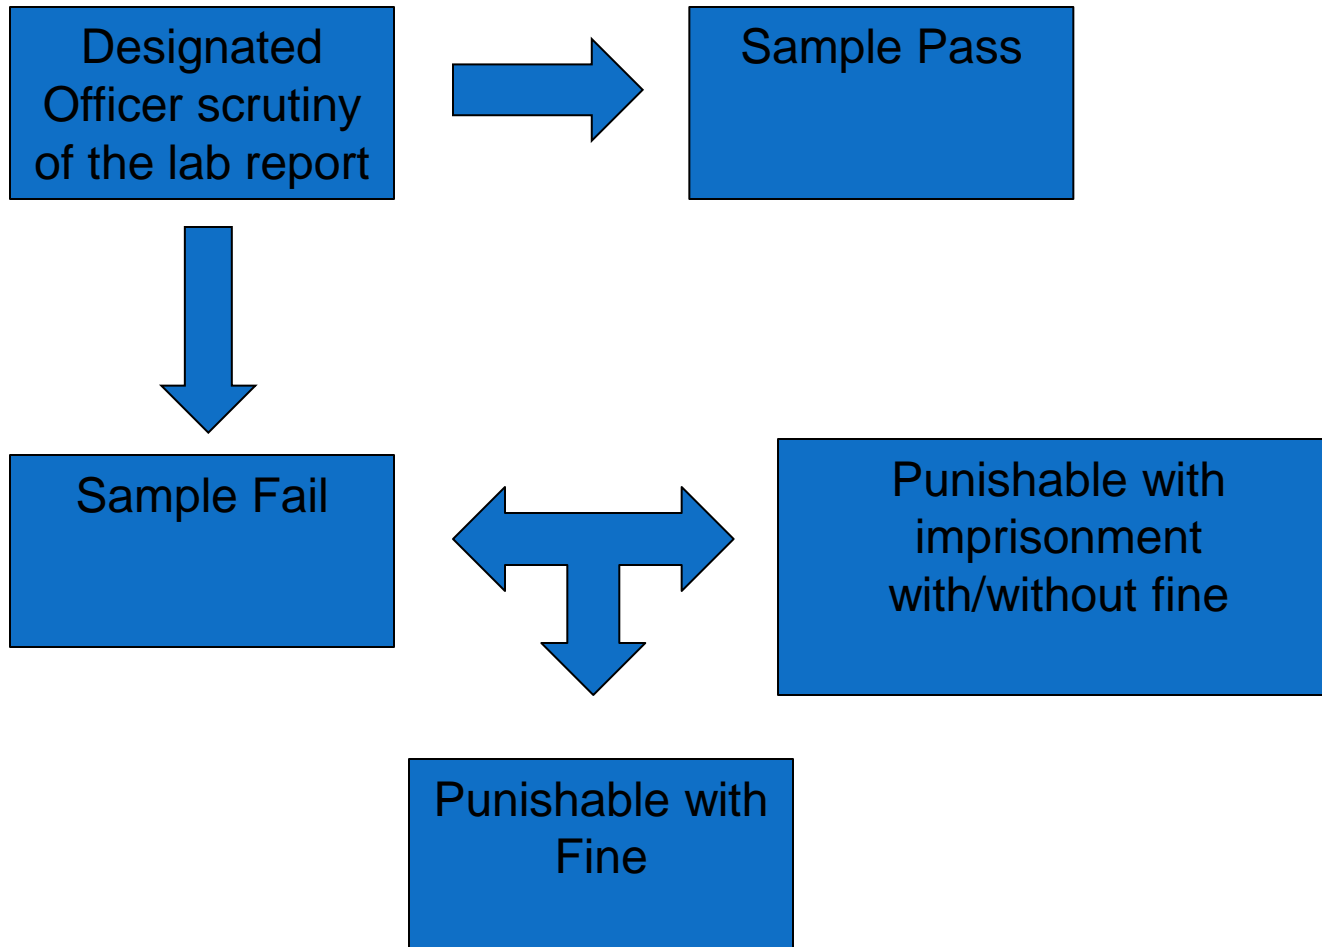 Designated
Officer scrutiny
of the lab report
Sample Pass
Sample Fail
Punishable with
imprisonment
with/without fine
Punishable with
Fine